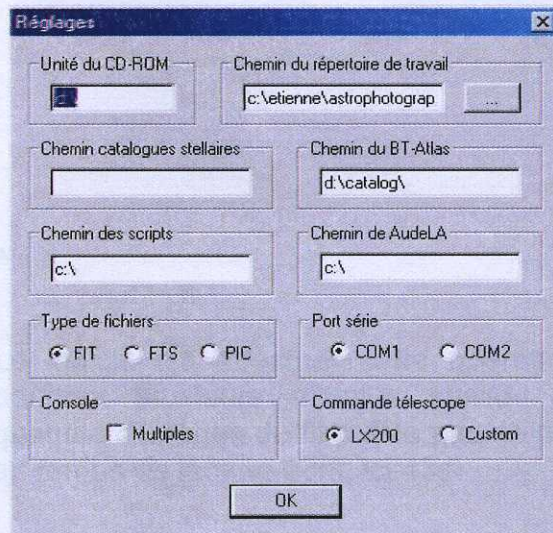 Réglages
Unité du CD-ROM
Chemin du répertoire de travail
c:\etienne\astrophotograp
...
Chemin catalogues stellaires
Chemin du BT-Atlas
d:\catalog\
Chemin des scripts
Chemin de AudeLA
c:\
c:\
Type de fichiers
Port série
FIT
FTS
PIC
COM1
COM2
Console
Commande télescope
Multiples
LX200
Custom
OK